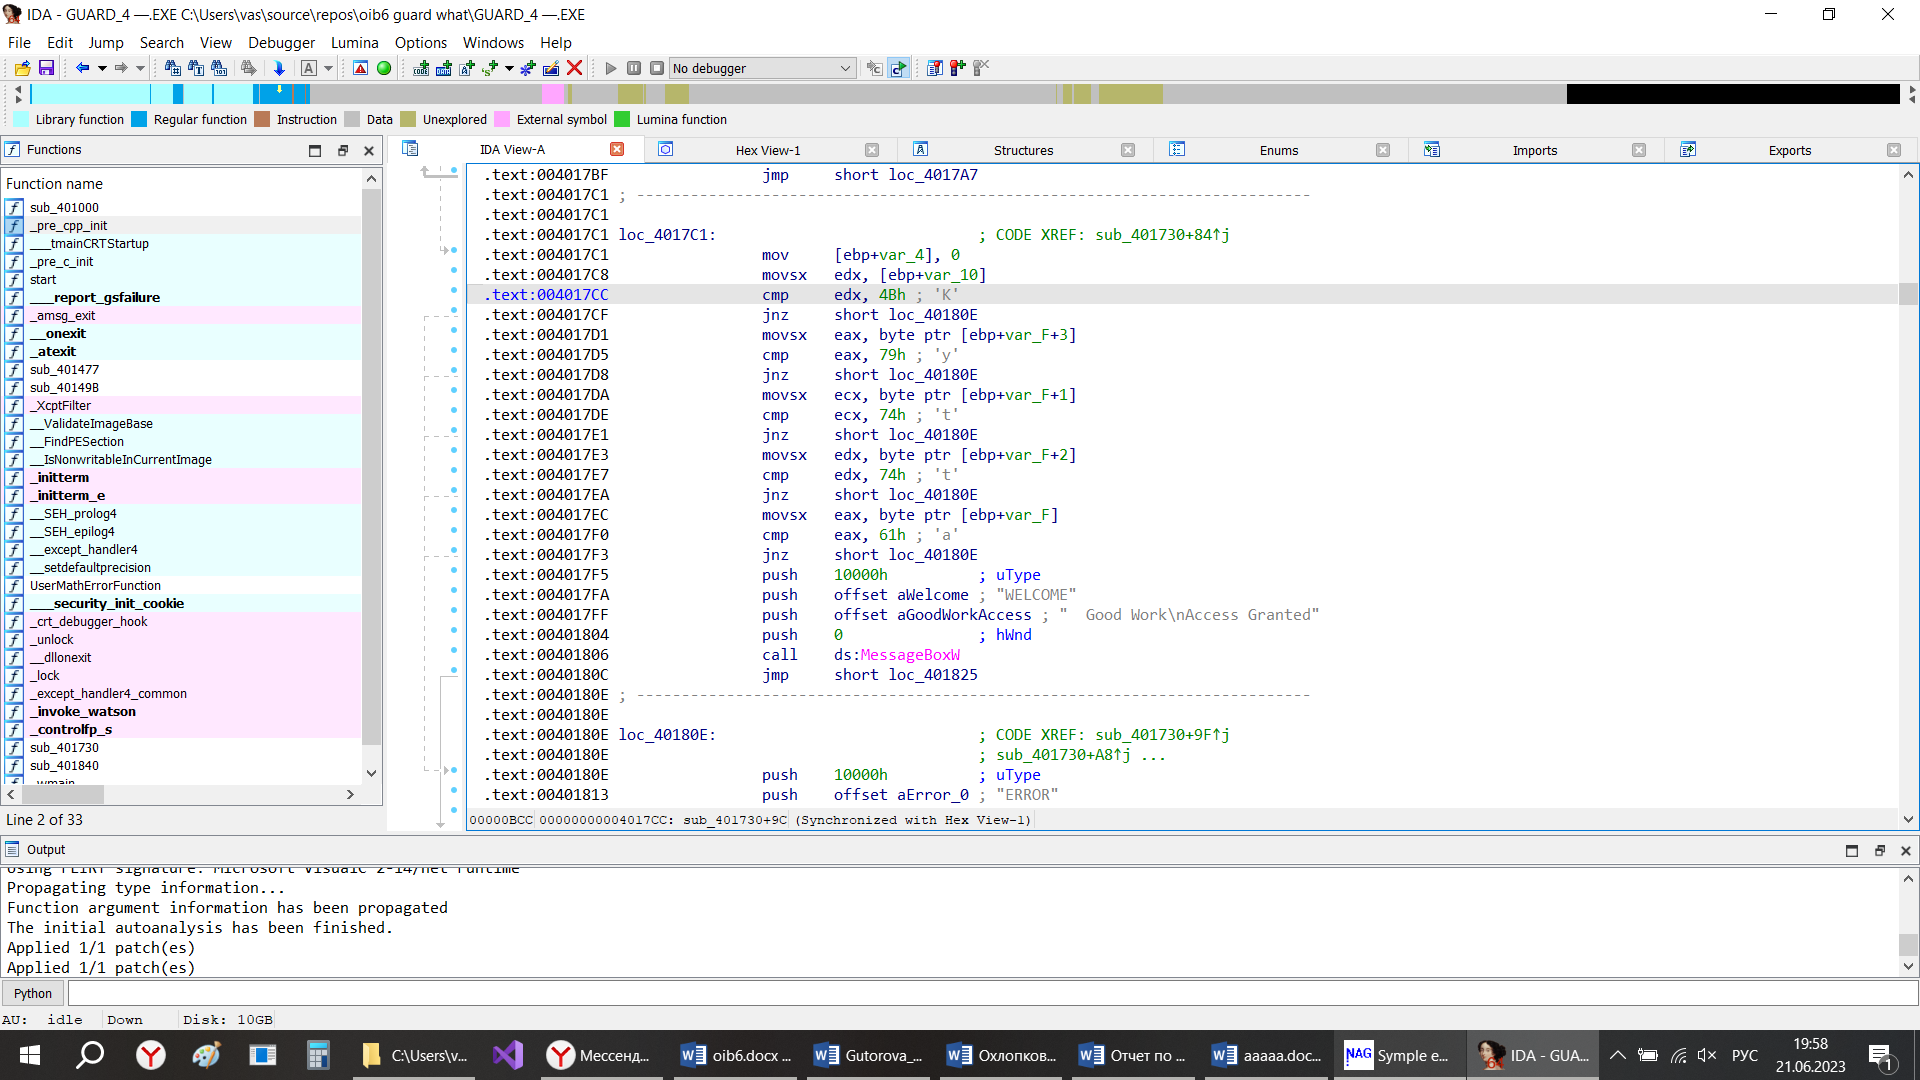 IDA - GUARD_4 —.EXE C:\Users\vas\source\repos\oib6 guard what\GUARD_4 —.EXE
File Edit Jump Search View Debugger Lumina Options Windows Help
No debugger
Library function Regular function Instruction Data Unexplored External symbol Lumina function
Functions
Function name
sub_401000
_pre_cpp_init
___tmainCRTStartup
_pre_c_init
start
___report_gsfailure
_amsg_exit
__onexit
_atexit
sub_401477
sub_40149B
_XcptFilter
__ValidateImageBase
__FindPESection
__IsNonwritableInCurrentImage
_initterm
_initterm_e
__SEH_prolog4
__SEH_epilog4
__except_handler4
__setdefaultprecision
UserMathErrorFunction
___security_init_cookie
_crt_debugger_hook
_unlock
__dllonexit
_lock
_except_handler4_common
_invoke_watson
_controlfp_s
sub_401730
sub_401840
_wmain
Line 2 of 33
IDA View-A Hex View-1 Structures Enums Imports Exports
.text:004017BF jmp short loc_4017A7
.text:004017C1 ; ---------------------------------------------------------------------------
.text:004017C1
.text:004017C1 loc_4017C1: ; CODE XREF: sub_401730+84↑j
.text:004017C1 mov [ebp+var_4], 0
.text:004017C8 movsx edx, [ebp+var_10]
.text:004017CC cmp edx, 4Bh ; 'K'
.text:004017CF jnz short loc_40180E
.text:004017D1 movsx eax, byte ptr [ebp+var_F+3]
.text:004017D5 cmp eax, 79h ; 'y'
.text:004017D8 jnz short loc_40180E
.text:004017DA movsx ecx, byte ptr [ebp+var_F+1]
.text:004017DE cmp ecx, 74h ; 't'
.text:004017E1 jnz short loc_40180E
.text:004017E3 movsx edx, byte ptr [ebp+var_F+2]
.text:004017E7 cmp edx, 74h ; 't'
.text:004017EA jnz short loc_40180E
.text:004017EC movsx eax, byte ptr [ebp+var_F]
.text:004017F0 cmp eax, 61h ; 'a'
.text:004017F3 jnz short loc_40180E
.text:004017F5 push 10000h ; uType
.text:004017FA push offset aWelcome ; "WELCOME"
.text:004017FF push offset aGoodWorkAccess ; "  Good Work\nAccess Granted"
.text:00401804 push 0 ; hWnd
.text:00401806 call ds:MessageBoxW
.text:0040180C jmp short loc_401825
.text:0040180E ; ---------------------------------------------------------------------------
.text:0040180E
.text:0040180E loc_40180E: ; CODE XREF: sub_401730+9F↑j
.text:0040180E ; sub_401730+A8↑j ...
.text:0040180E push 10000h ; uType
.text:00401813 push offset aError_0 ; "ERROR"
00000BCC 00000000004017CC: sub_401730+9C (Synchronized with Hex View-1)
Output
Using FLIRT signature: Microsoft VisualC 2-14/net runtime
Propagating type information...
Function argument information has been propagated
The initial autoanalysis has been finished.
Applied 1/1 patch(es)
Applied 1/1 patch(es)
Python
AU: idle Down Disk: 10GB
C:\Users\v... Мессенд... oib6.docx ... Gutorova_... Охлопков... Отчет по ... aaaaa.doc... NAG Symple e... IDA - GUA... РУС 19:58
21.06.2023 1